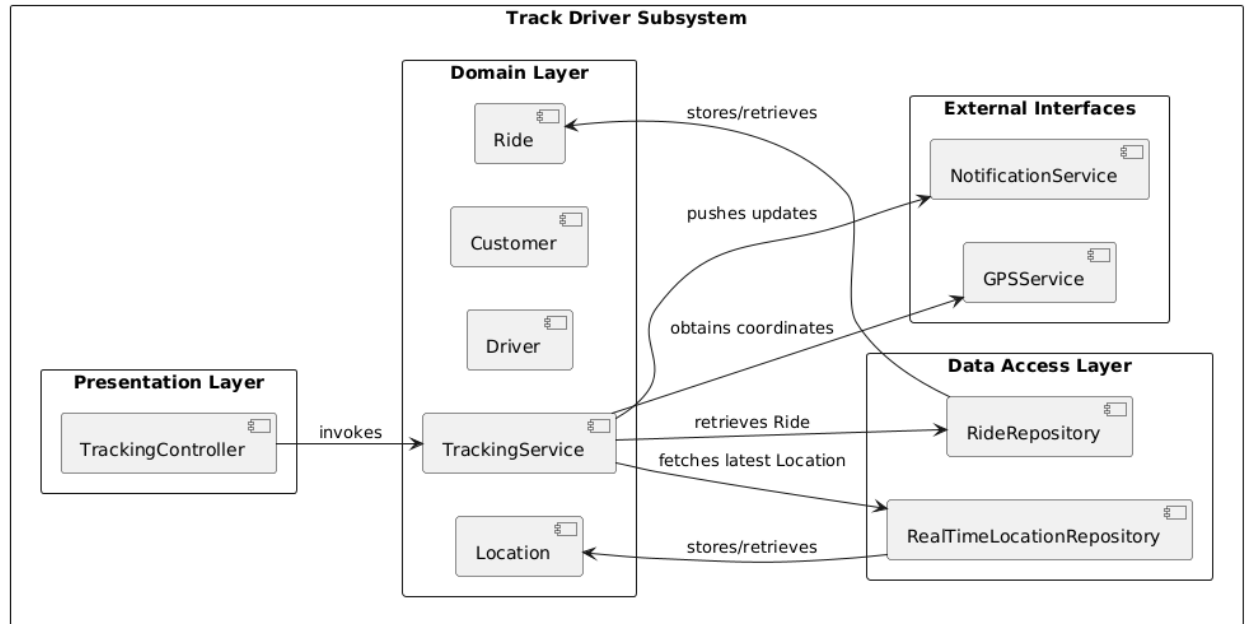 Track Driver Subsystem
Domain Layer
Ride
Customer
Driver
TrackingService
Location
Presentation Layer
TrackingController
invokes
stores/retrieves
pushes updates
obtains coordinates
retrieves Ride
fetches latest Location
stores/retrieves
External Interfaces
NotificationService
GPSService
Data Access Layer
RideRepository
RealTimeLocationRepository